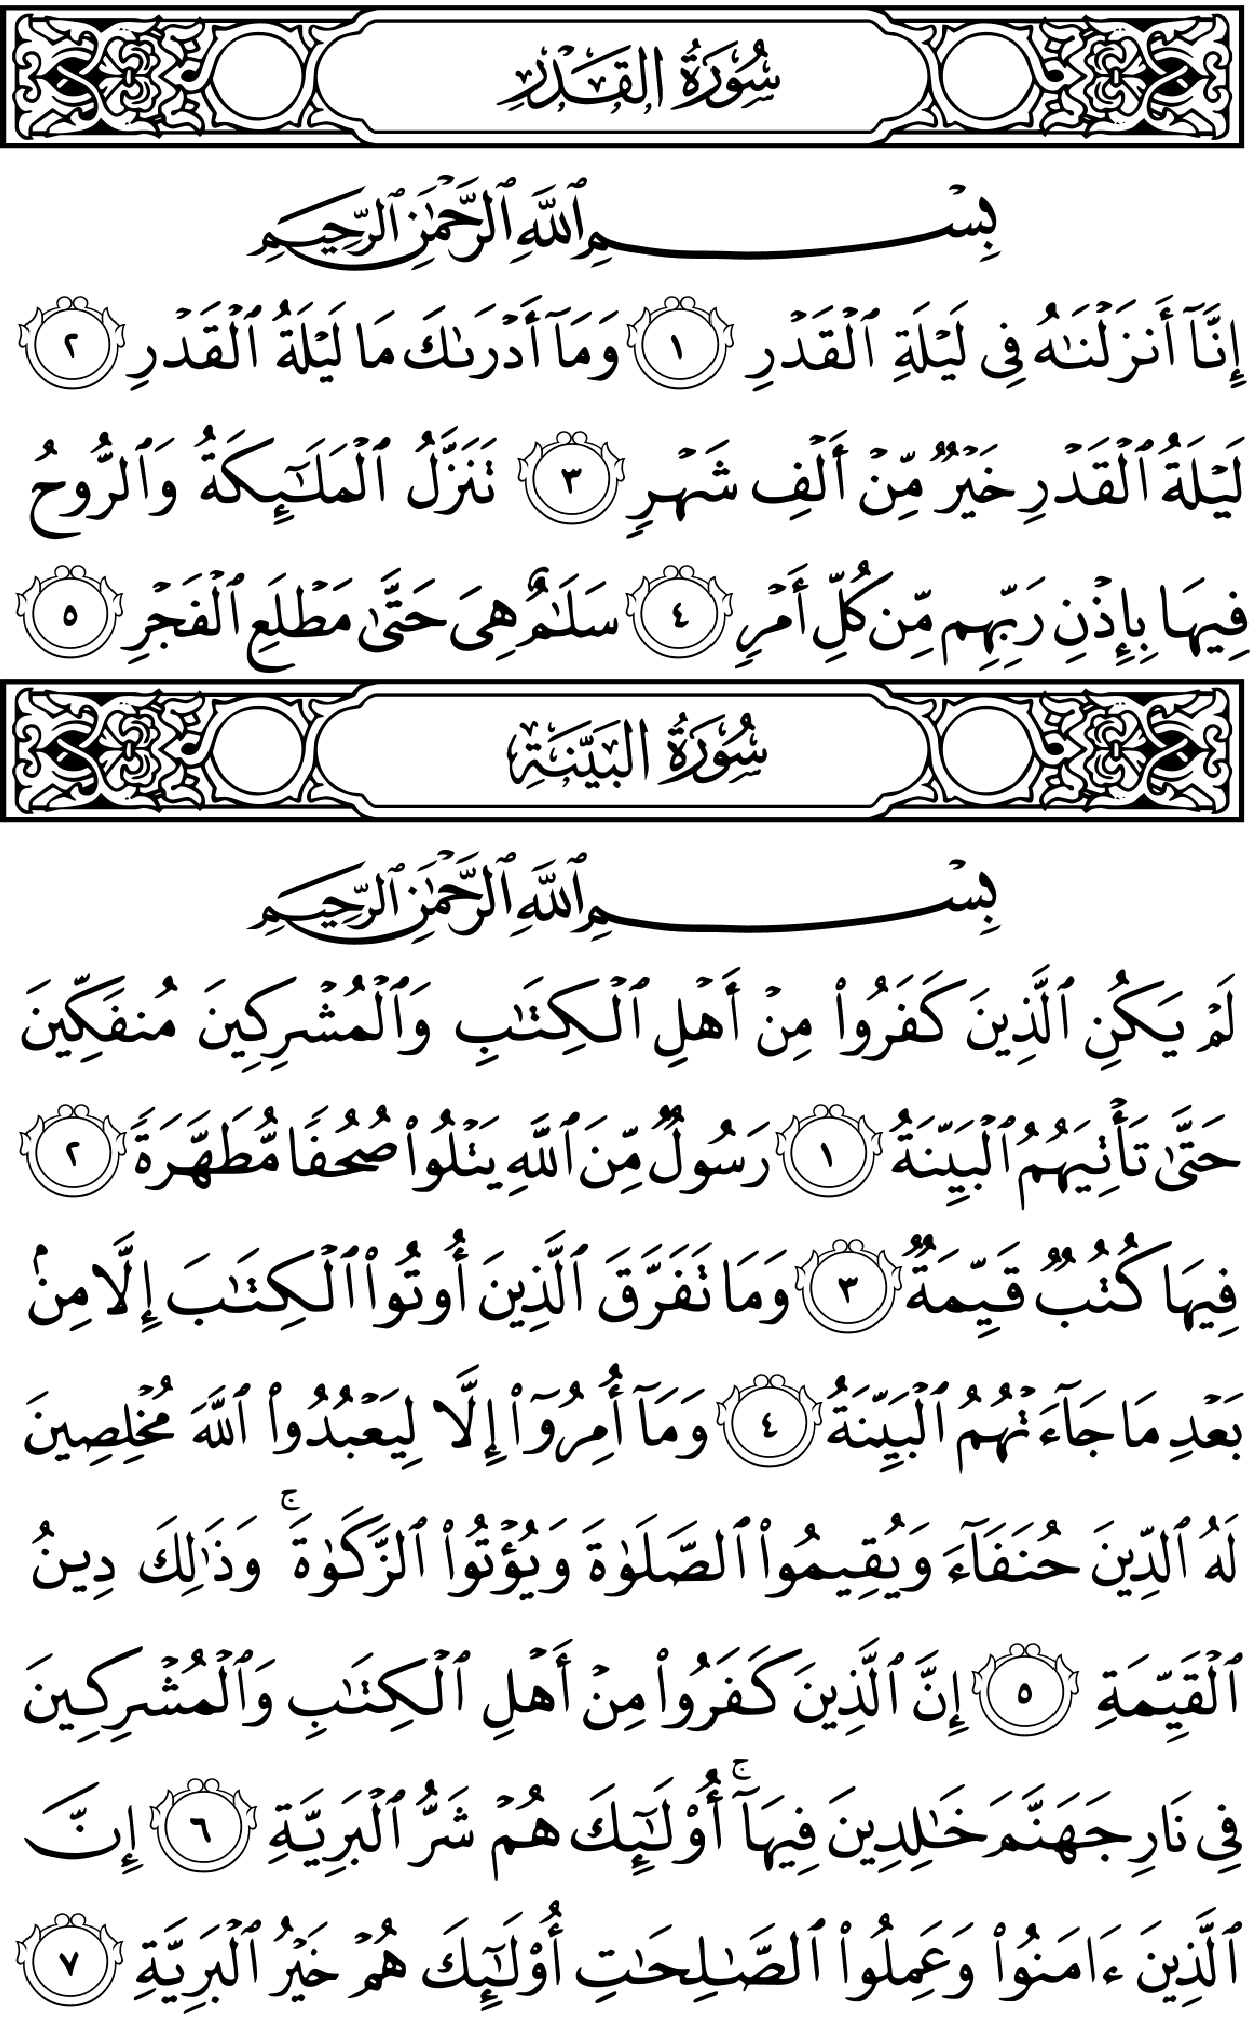 سُورَةُ القَدْرِ
بِسْمِ ٱللَّهِ ٱلرَّحْمَٰنِ ٱلرَّحِيمِ
إِنَّآ أَنزَلْنَٰهُ فِى لَيْلَةِ ٱلْقَدْرِ ١ وَمَآ أَدْرَىٰكَ مَا لَيْلَةُ ٱلْقَدْرِ ٢
لَيْلَةُ ٱلْقَدْرِ خَيْرٌ مِّنْ أَلْفِ شَهْرٍ ٣ تَنَزَّلُ ٱلْمَلَٰٓئِكَةُ وَٱلرُّوحُ
فِيهَا بِإِذْنِ رَبِّهِم مِّن كُلِّ أَمْرٍ ٤ سَلَٰمٌ هِىَ حَتَّىٰ مَطْلَعِ ٱلْفَجْرِ ٥
سُورَةُ البَيِّنَةِ
بِسْمِ ٱللَّهِ ٱلرَّحْمَٰنِ ٱلرَّحِيمِ
لَمْ يَكُنِ ٱلَّذِينَ كَفَرُوا۟ مِنْ أَهْلِ ٱلْكِتَٰبِ وَٱلْمُشْرِكِينَ مُنفَكِّينَ
حَتَّىٰ تَأْتِيَهُمُ ٱلْبَيِّنَةُ ١ رَسُولٌ مِّنَ ٱللَّهِ يَتْلُوا۟ صُحُفًا مُّطَهَّرَةً ٢
فِيهَا كُتُبٌ قَيِّمَةٌ ٣ وَمَا تَفَرَّقَ ٱلَّذِينَ أُوتُوا۟ ٱلْكِتَٰبَ إِلَّا مِنۢ
بَعْدِ مَا جَآءَتْهُمُ ٱلْبَيِّنَةُ ٤ وَمَآ أُمِرُوٓا۟ إِلَّا لِيَعْبُدُوا۟ ٱللَّهَ مُخْلِصِينَ
لَهُ ٱلدِّينَ حُنَفَآءَ وَيُقِيمُوا۟ ٱلصَّلَوٰةَ وَيُؤْتُوا۟ ٱلزَّكَوٰةَ ۚ وَذَٰلِكَ دِينُ
ٱلْقَيِّمَةِ ٥ إِنَّ ٱلَّذِينَ كَفَرُوا۟ مِنْ أَهْلِ ٱلْكِتَٰبِ وَٱلْمُشْرِكِينَ
فِى نَارِ جَهَنَّمَ خَٰلِدِينَ فِيهَآ ۚ أُو۟لَٰٓئِكَ هُمْ شَرُّ ٱلْبَرِيَّةِ ٦ إِنَّ
ٱلَّذِينَ ءَامَنُوا۟ وَعَمِلُوا۟ ٱلصَّٰلِحَٰتِ أُو۟لَٰٓئِكَ هُمْ خَيْرُ ٱلْبَرِيَّةِ ٧